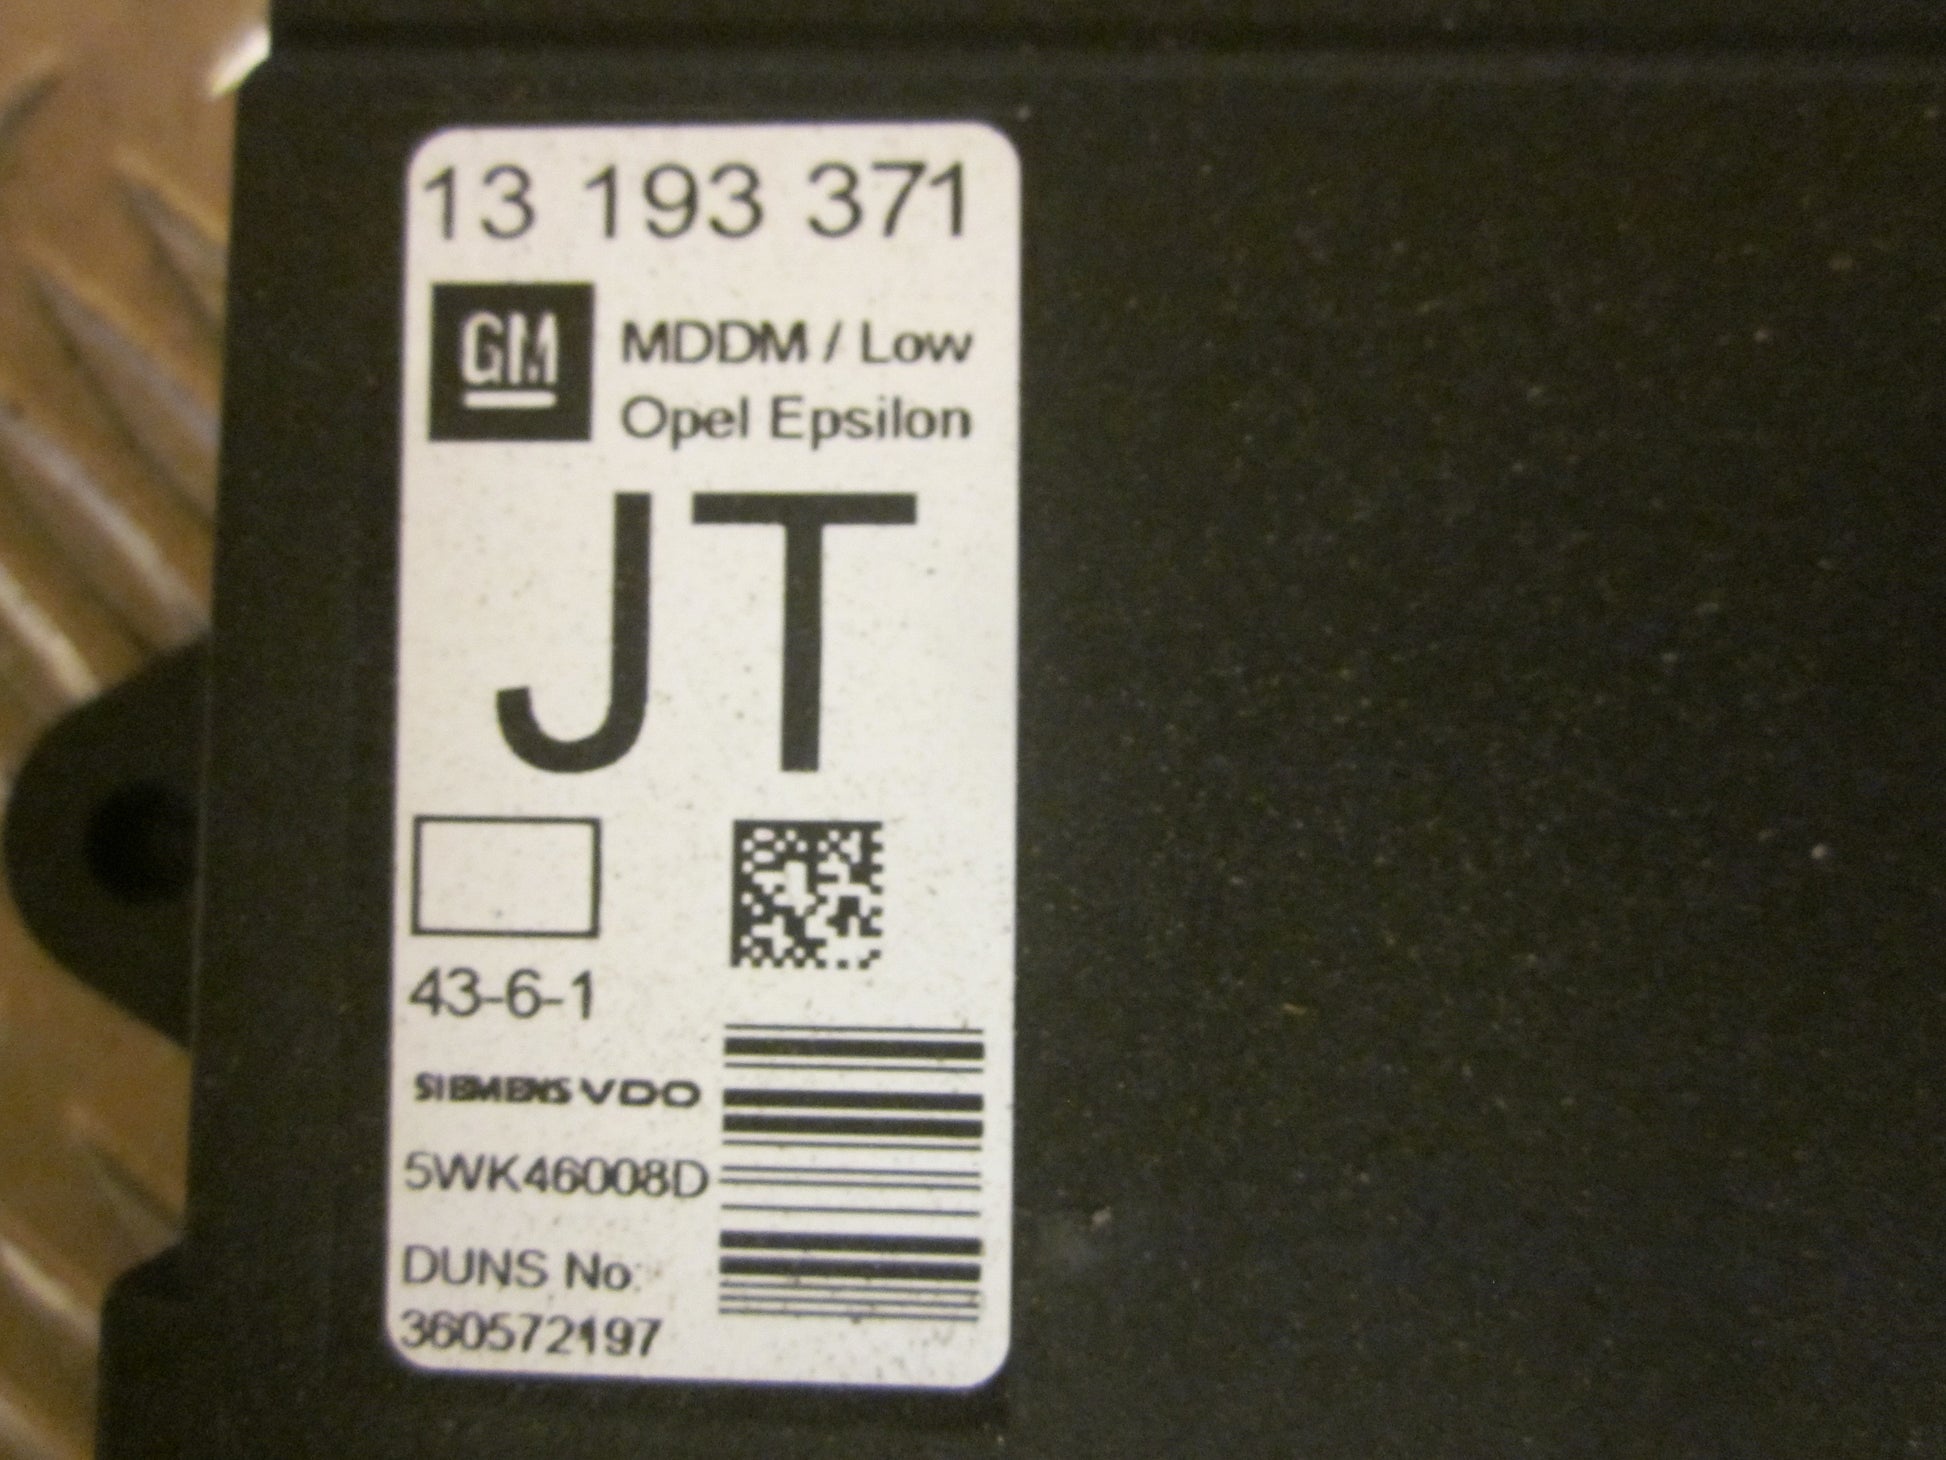 13 193 371
GM
MDDM / Low
Opel Epsilon
JT
43-6-1
SIEMENS VDO
5WK46008D
DUNS No.
360572197